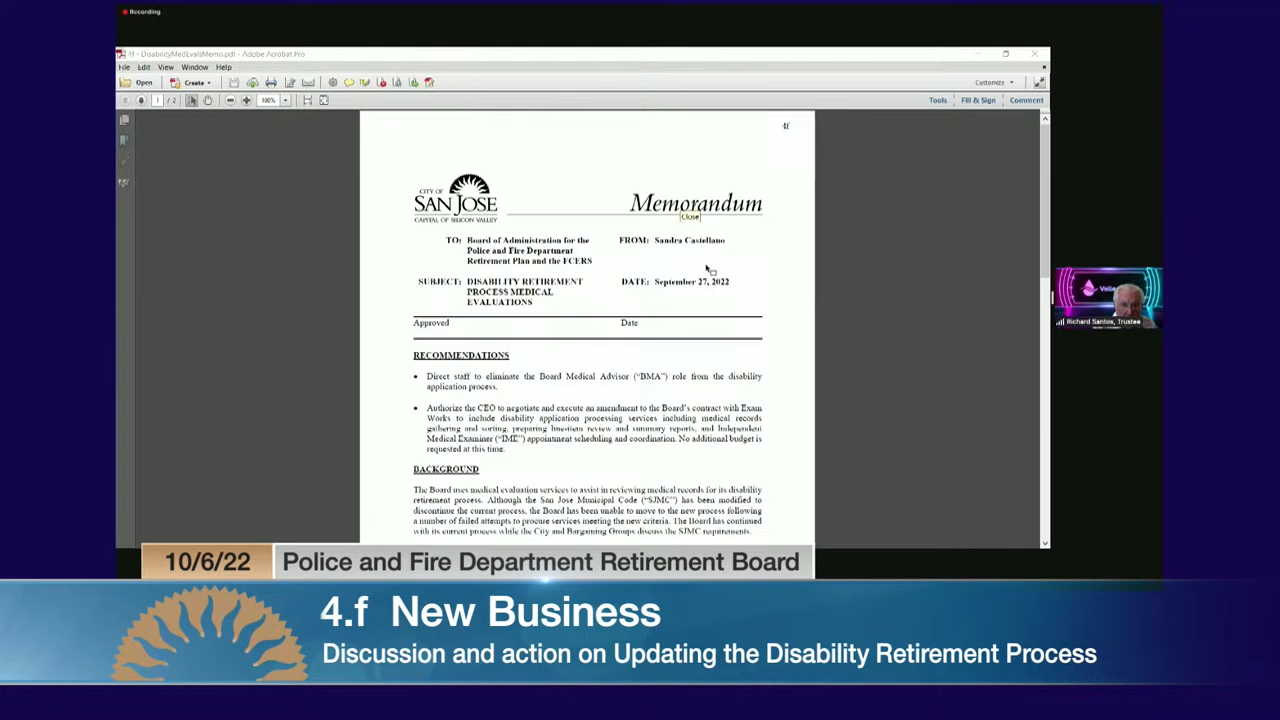 Recording
4f - DisabilityMedEvalsMemo.pdf - Adobe Acrobat Pro
File Edit View Window Help
Open Create Customize
1 / 2 100% Tools Fill & Sign Comment
4f
CITY OF
SAN JOSE
CAPITAL OF SILICON VALLEY
Memorandum
Close
TO: Board of Administration for the
Police and Fire Department
Retirement Plan and the FCERS
FROM: Sandra Castellano
SUBJECT: DISABILITY RETIREMENT
PROCESS MEDICAL
EVALUATIONS
DATE: September 27, 2022
Approved Date
RECOMMENDATIONS
• Direct staff to eliminate the Board Medical Advisor ("BMA") role from the disability
application process.
• Authorize the CEO to negotiate and execute an amendment to the Board's contract with Exam
Works to include disability application processing services including medical records
gathering and sorting, preparing line-item review and summary reports, and Independent
Medical Examiner ("IME") appointment scheduling and coordination. No additional budget is
requested at this time.
BACKGROUND
The Board uses medical evaluation services to assist in reviewing medical records for its disability
retirement process. Although the San Jose Municipal Code ("SJMC") has been modified to
discontinue the current process, the Board has been unable to move to the new process following
a number of failed attempts to procure services meeting the new criteria. The Board has continued
with its current process while the City and Bargaining Groups discuss the SJMC requirements.
Richard Santos, Trustee
10/6/22 Police and Fire Department Retirement Board
4.f New Business
Discussion and action on Updating the Disability Retirement Process